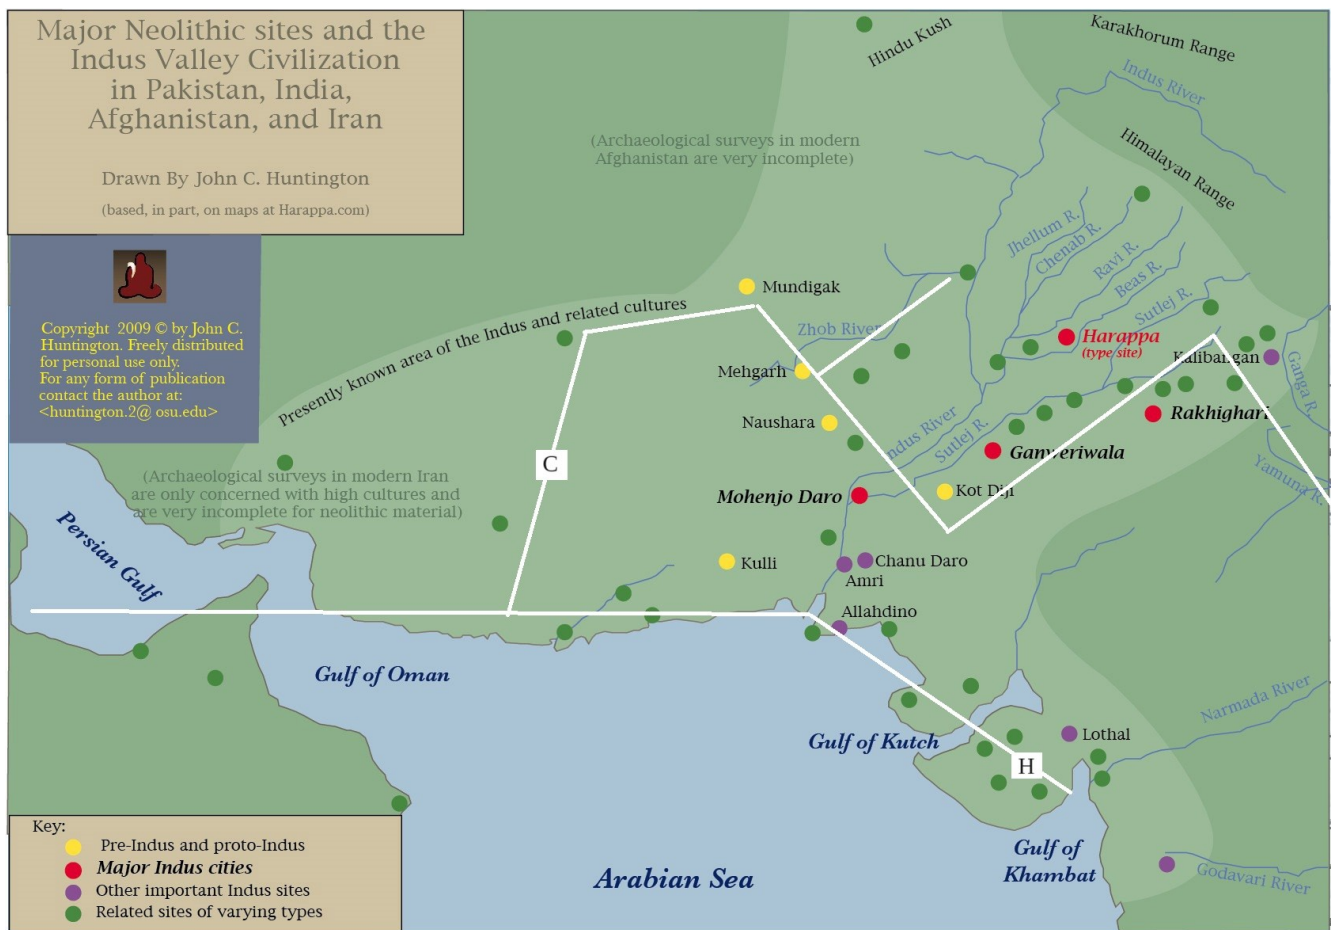 Major Neolithic sites and the
Indus Valley Civilization
in Pakistan, India,
Afghanistan, and Iran
Drawn By John C. Huntington
(based, in part, on maps at Harappa.com)
Copyright 2009 © by John C.
Huntington. Freely distributed
for personal use only.
For any form of publication
contact the author at:
<huntington.2@ osu.edu>
Hindu Kush
Karakhorum Range
Indus River
(Archaeological surveys in modern
Afghanistan are very incomplete)
Himalayan Range
Jhellum R.
Chenab R.
Ravi R.
Beas R.
Sutlej R.
Mundigak
Presently known area of the Indus and related cultures
Zhob River
Harappa
(type site)
Kalibangan
Ganga R.
Mehgarh
Naushara
Rakhighari
Indus River
Sutlej R.
Ganweriwala
Yamuna R.
C
(Archaeological surveys in modern Iran
are only concerned with high cultures and
are very incomplete for neolithic material)
Mohenjo Daro
Kot Diji
Persian Gulf
Kulli
Chanu Daro
Amri
Allahdino
Gulf of Oman
Narmada River
Gulf of Kutch
Lothal
H
Key:
Pre-Indus and proto-Indus
Major Indus cities
Other important Indus sites
Related sites of varying types
Arabian Sea
Gulf of
Khambat
Godavari River